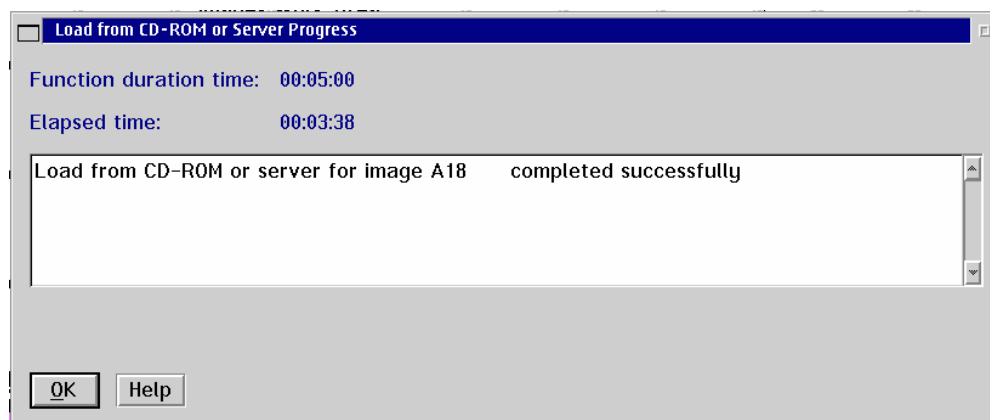 Load from CD-ROM or Server Progress
Function duration time: 00:05:00
Elapsed time: 00:03:38
Load from CD-ROM or server for image A18 completed successfully
OK
Help